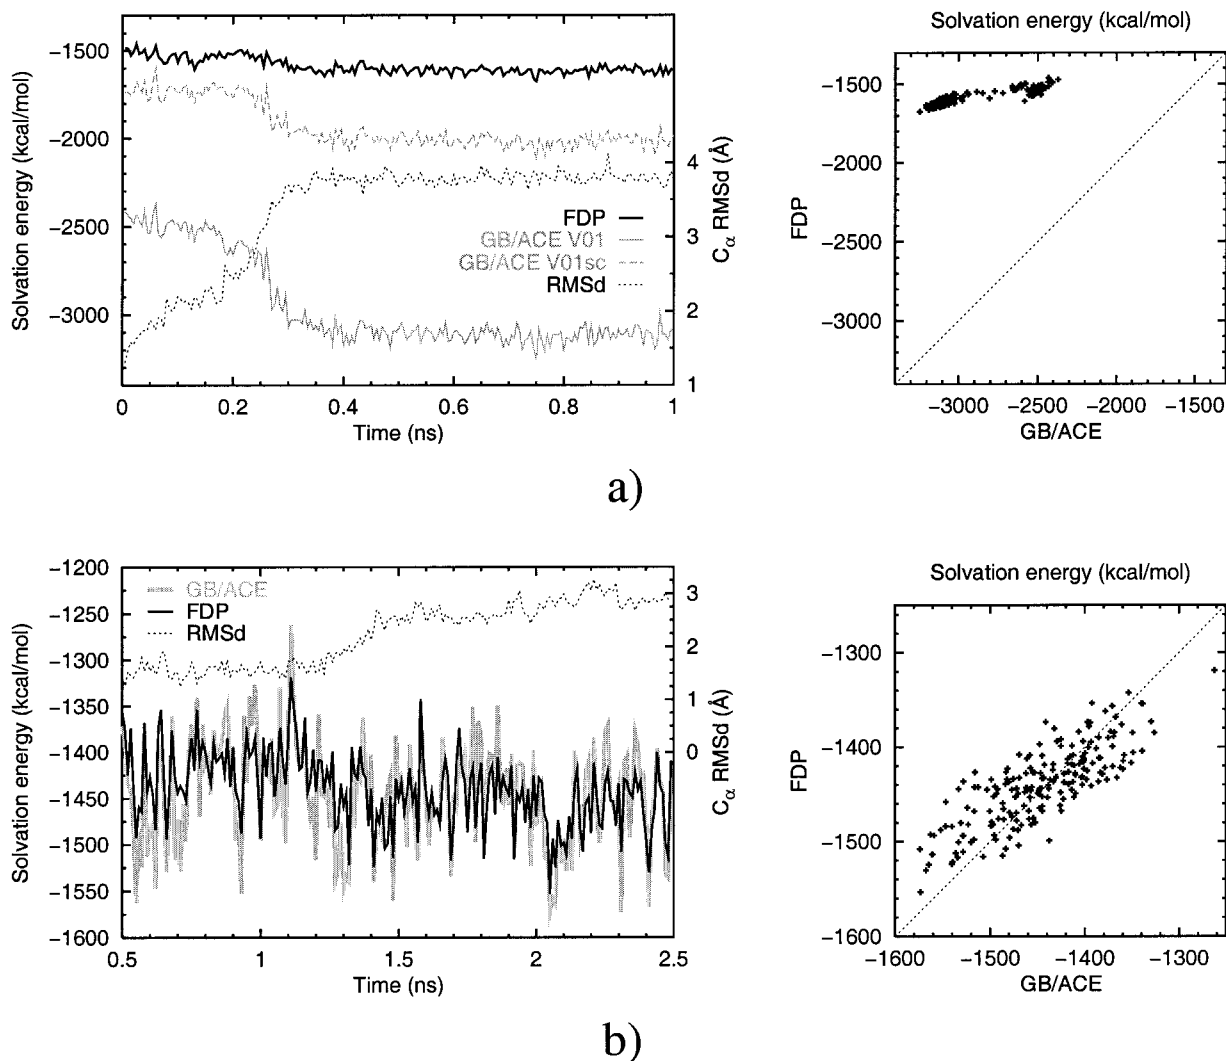 Solvation energy (kcal/mol)
−1500
−2000
−2500
−3000
0
0.2
0.4
0.6
0.8
1
Time (ns)
4
3
2
1
Cα RMSd (Å)
FDP
GB/ACE V01
GB/ACE V01sc
RMSd
Solvation energy (kcal/mol)
FDP
−1500
−2000
−2500
−3000
−3000 −2500 −2000 −1500
GB/ACE
a)
Solvation energy (kcal/mol)
−1200
−1250
−1300
−1350
−1400
−1450
−1500
−1550
−1600
0.5
1
1.5
2
2.5
Time (ns)
3
2
1
0
Cα RMSd (Å)
GB/ACE
FDP
RMSd
Solvation energy (kcal/mol)
FDP
−1300
−1400
−1500
−1600
−1600 −1500 −1400 −1300
GB/ACE
b)